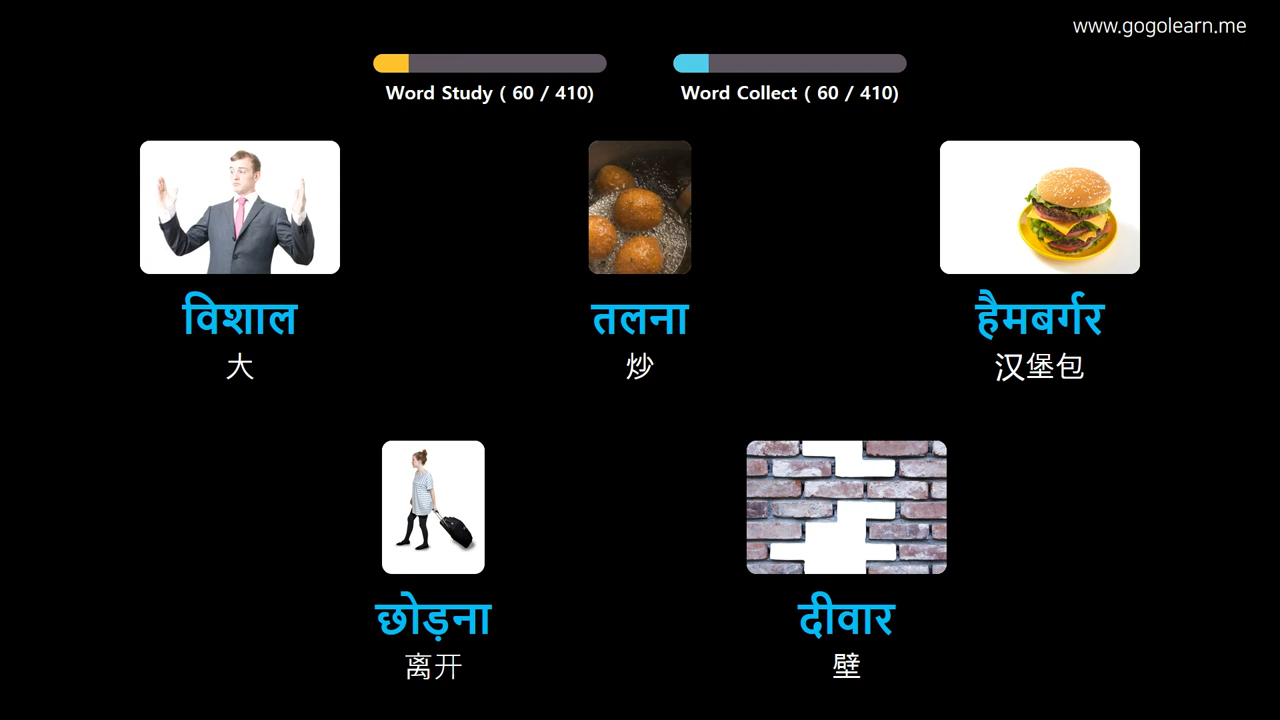 www.gogolearn.me
Word Study ( 60 / 410)
Word Collect ( 60 / 410)
विशाल
大
तलना
炒
हैमबर्गर
汉堡包
छोड़ना
离开
दीवार
壁